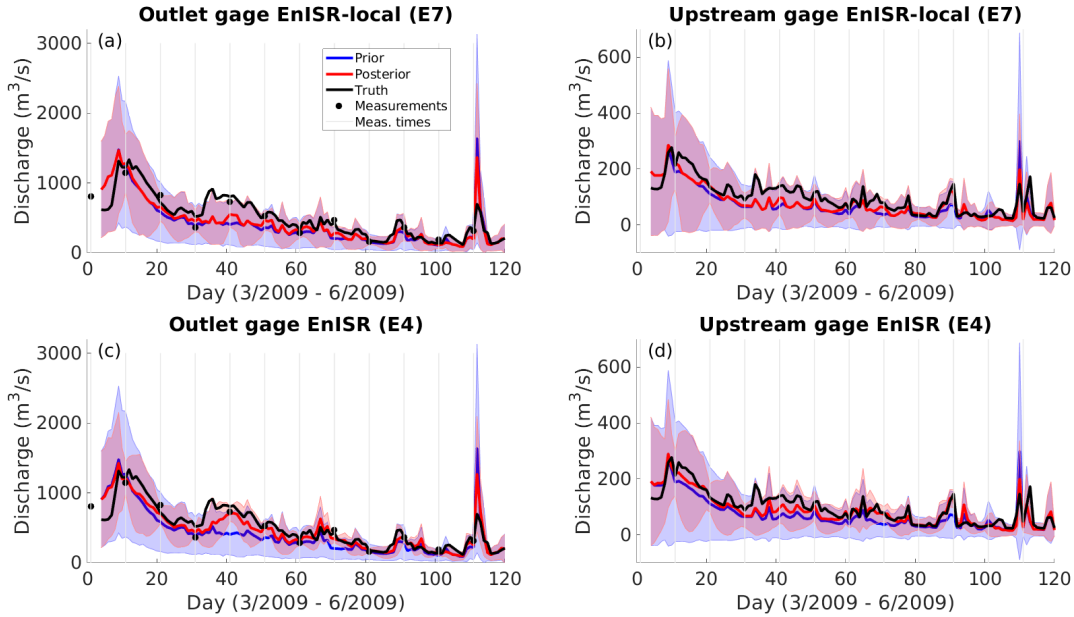 Outlet gage EnISR-local (E7)
(a)
Prior
Posterior
Truth
Measurements
Meas. times
Discharge (m³/s)
3000
2000
1000
0
0 20 40 60 80 100 120
Day (3/2009 - 6/2009)
Upstream gage EnISR-local (E7)
(b)
Discharge (m³/s)
600
400
200
0
0 20 40 60 80 100 120
Day (3/2009 - 6/2009)
Outlet gage EnISR (E4)
(c)
Discharge (m³/s)
3000
2000
1000
0
0 20 40 60 80 100 120
Day (3/2009 - 6/2009)
Upstream gage EnISR (E4)
(d)
Discharge (m³/s)
600
400
200
0
0 20 40 60 80 100 120
Day (3/2009 - 6/2009)